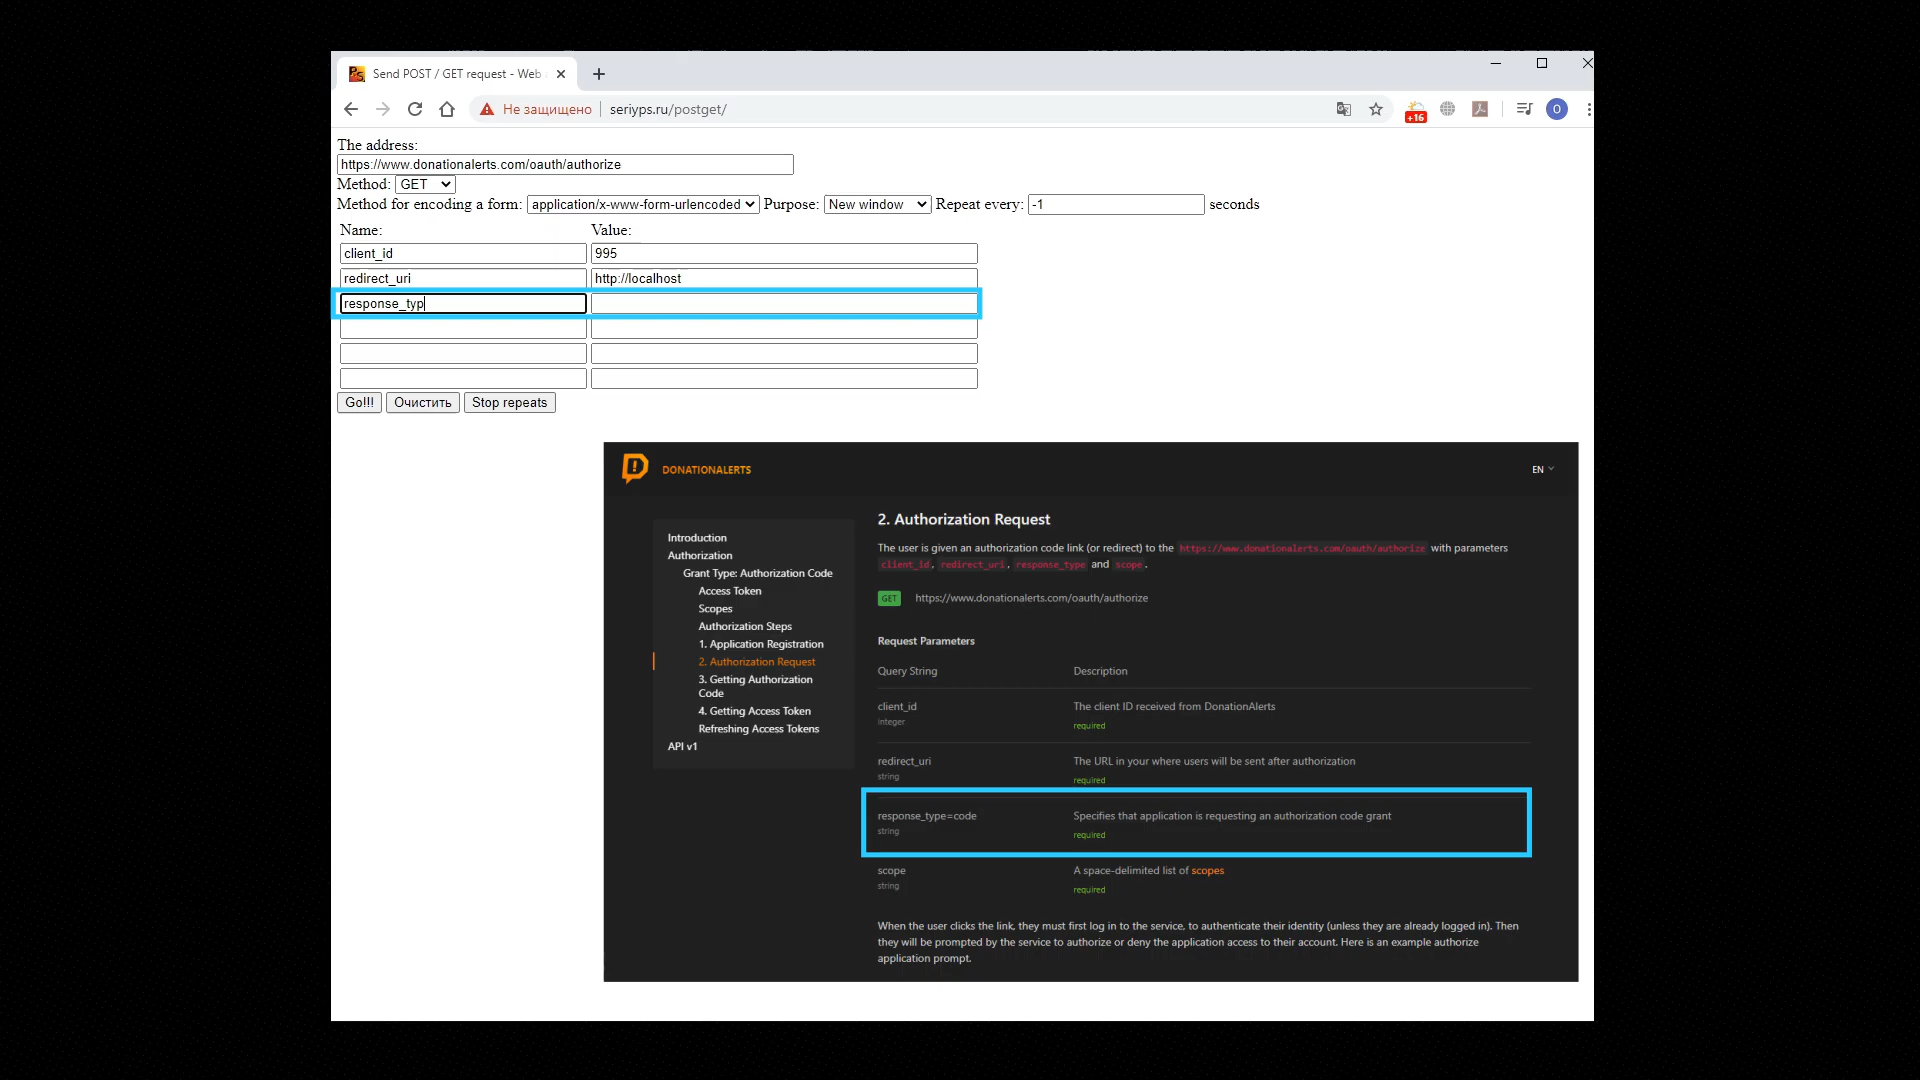 Send POST / GET request - Web
Не защищено seriyps.ru/postget/
+16
O
The address:
https://www.donationalerts.com/oauth/authorize
Method: GET
Method for encoding a form: application/x-www-form-urlencoded Purpose: New window Repeat every: -1 seconds
Name: Value:
client_id 995
redirect_uri http://localhost
response_typ
Go!!! Очистить Stop repeats
DONATIONALERTS
EN
Introduction
Authorization
Grant Type: Authorization Code
Access Token
Scopes
Authorization Steps
1. Application Registration
2. Authorization Request
3. Getting Authorization
Code
4. Getting Access Token
Refreshing Access Tokens
API v1
2. Authorization Request
The user is given an authorization code link (or redirect) to the https://www.donationalerts.com/oauth/authorize with parameters
client_id, redirect_uri, response_type and scope.
GET https://www.donationalerts.com/oauth/authorize
Request Parameters
Query String Description
client_id The client ID received from DonationAlerts
integer required
redirect_uri The URL in your where users will be sent after authorization
string required
response_type=code Specifies that application is requesting an authorization code grant
string required
scope A space-delimited list of scopes
string required
When the user clicks the link, they must first log in to the service, to authenticate their identity (unless they are already logged in). Then
they will be prompted by the service to authorize or deny the application access to their account. Here is an example authorize
application prompt.